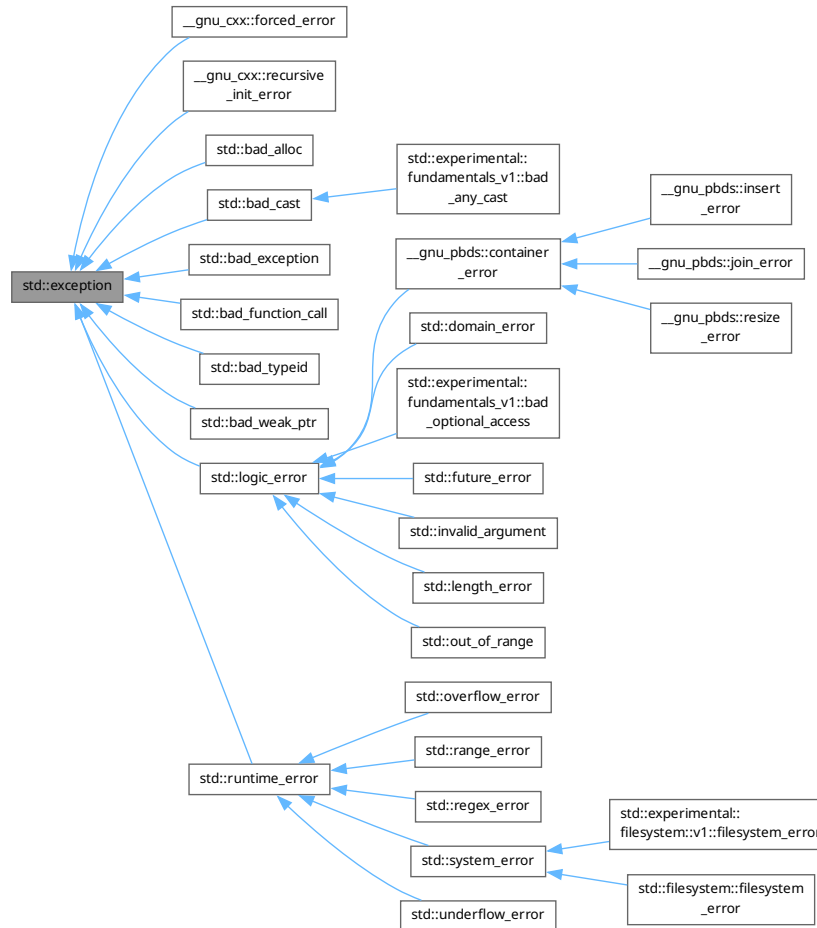 __gnu_cxx::forced_error
__gnu_cxx::recursive
_init_error
std::bad_alloc
std::bad_cast
std::bad_exception
std::exception
std::bad_function_call
std::bad_typeid
std::bad_weak_ptr
std::logic_error
std::runtime_error
std::experimental::
fundamentals_v1::bad
_any_cast
__gnu_pbds::container
_error
std::domain_error
std::experimental::
fundamentals_v1::bad
_optional_access
std::future_error
std::invalid_argument
std::length_error
std::out_of_range
std::overflow_error
std::range_error
std::regex_error
std::system_error
std::underflow_error
__gnu_pbds::insert
_error
__gnu_pbds::join_error
__gnu_pbds::resize
_error
std::experimental::
filesystem::v1::filesystem_error
std::filesystem::filesystem
_error